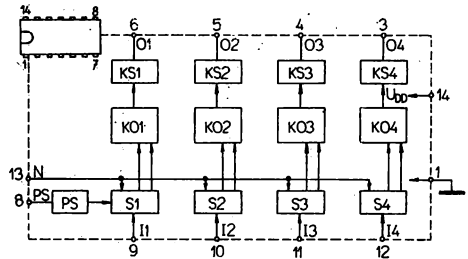 14 8
1 7
6 5 4 3
O1 O2 O3 O4
KS1 KS2 KS3 KS4
UDD 14
KO1 KO2 KO3 KO4
13 N 1
8 PS PS S1 S2 S3 S4
I1 I2 I3 I4
9 10 11 12